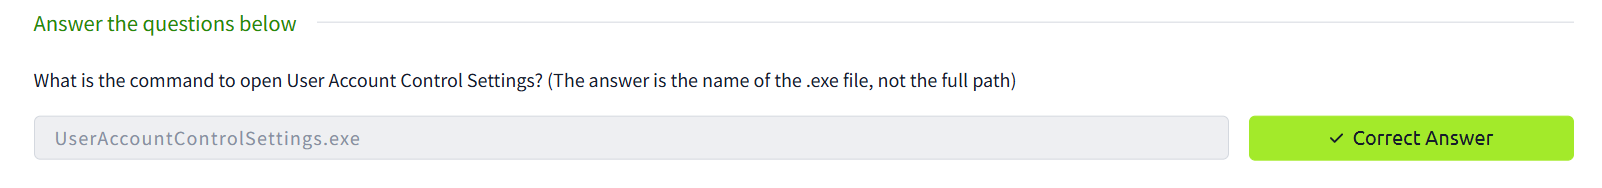 Answer the questions below
What is the command to open User Account Control Settings? (The answer is the name of the .exe file, not the full path)
UserAccountControlSettings.exe
✓ Correct Answer